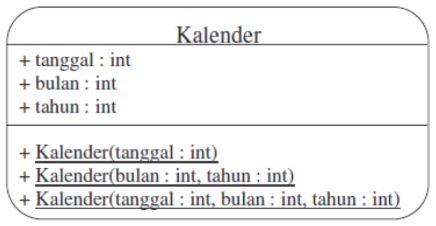 Kalender
+ tanggal : int
+ bulan : int
+ tahun : int
+ Kalender(tanggal : int)
+ Kalender(bulan : int, tahun : int)
+ Kalender(tanggal : int, bulan : int, tahun : int)